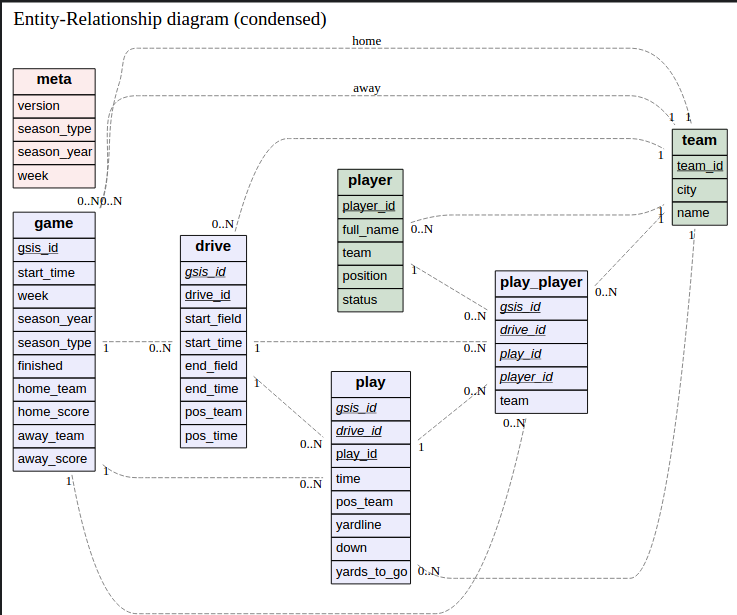 Entity-Relationship diagram (condensed)
home
away
meta
version
season_type
season_year
week
0..N
0..N
game
gsis_id
start_time
week
season_year
season_type
finished
home_team
home_score
away_team
away_score
1
1
1
0..N
0..N
drive
gsis_id
drive_id
start_field
start_time
end_field
end_time
pos_team
pos_time
1
1
0..N
0..N
player
player_id
full_name
team
position
status
0..N
1
play
gsis_id
drive_id
play_id
time
pos_team
yardline
down
yards_to_go
1
0..N
0..N
0..N
0..N
play_player
gsis_id
drive_id
play_id
player_id
team
0..N
0..N
1
1
team
team_id
city
name
1
1
1
1